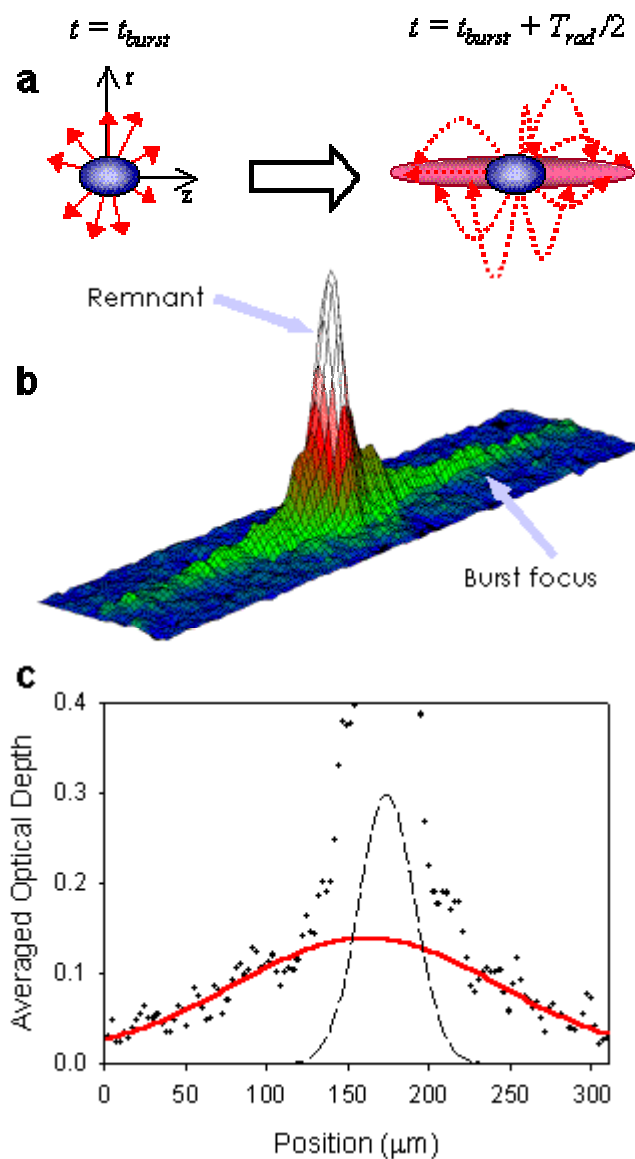 t = t_burst
t = t_burst + T_rad/2
a
r
z
Remnant
b
Burst focus
c
0.4
0.3
0.2
0.1
0.0
Averaged Optical Depth
0 50 100 150 200 250 300
Position (μm)